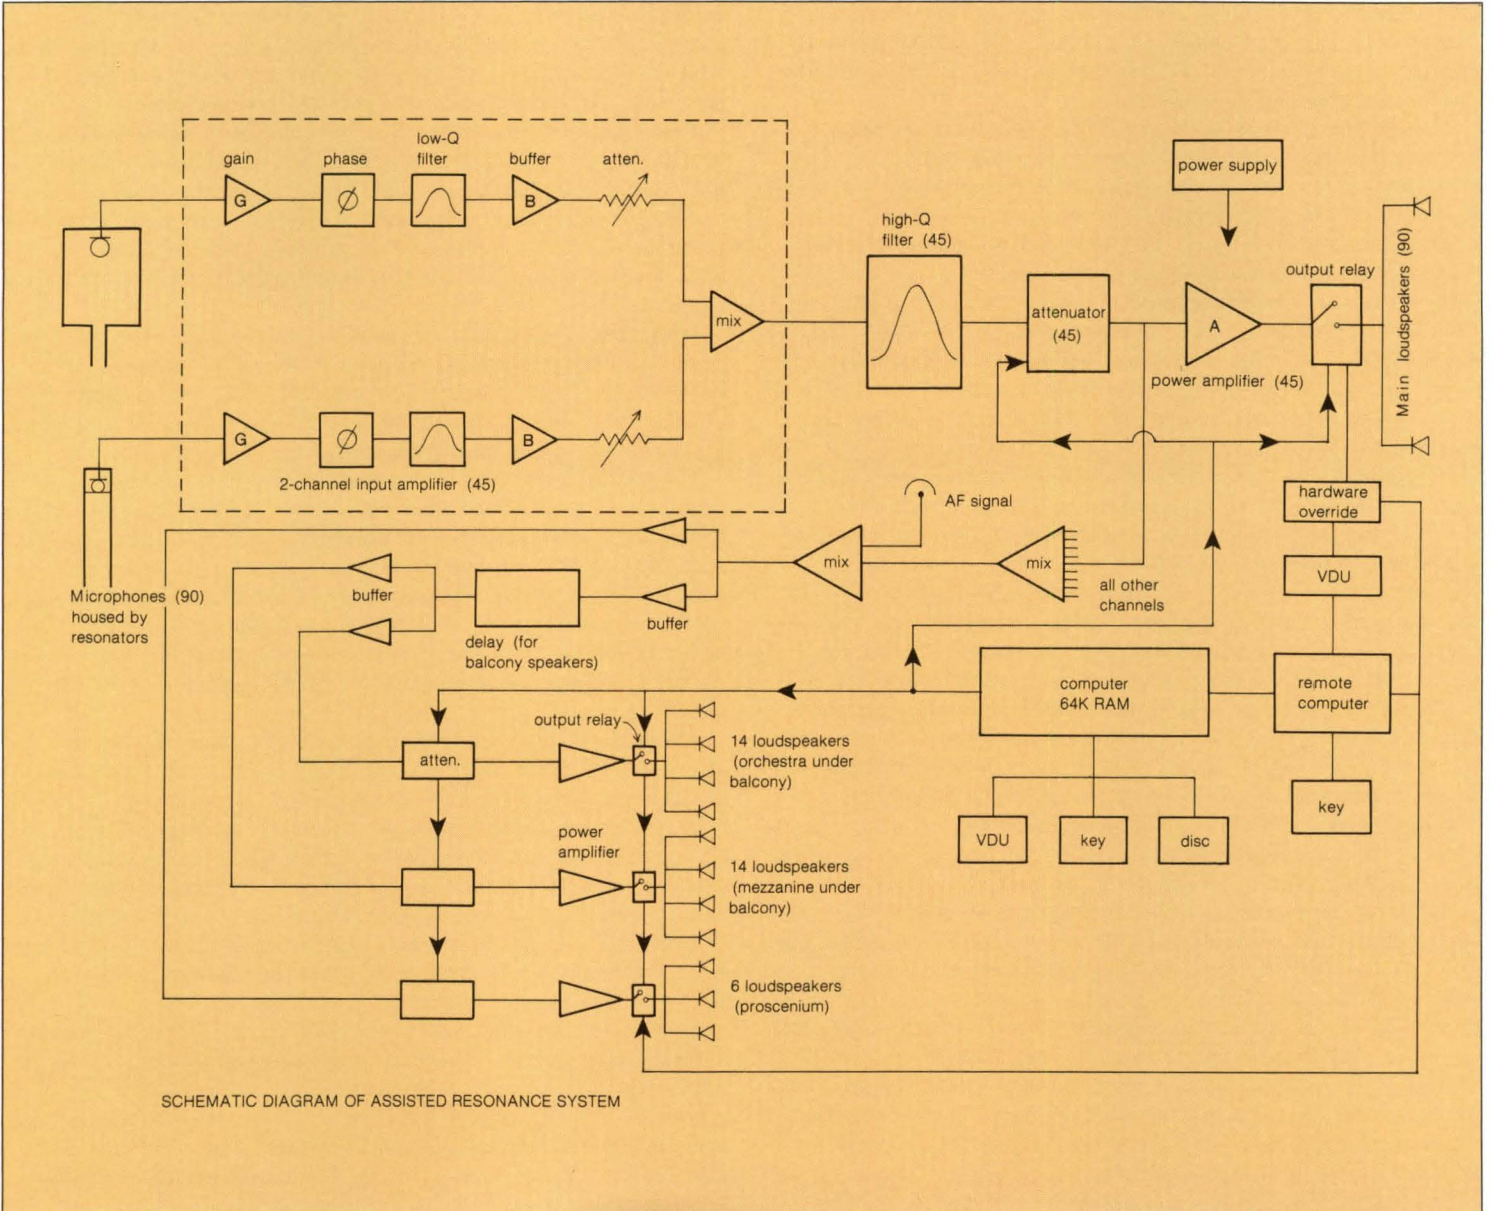 low-Q
filter
gain
phase
buffer
atten.
G
Ø
B
mix
G
Ø
B
2-channel input amplifier (45)
Microphones (90)
housed by
resonators
high-Q
filter (45)
attenuator
(45)
power supply
A
power amplifier (45)
output relay
Main loudspeakers (90)
hardware
override
VDU
remote
computer
key
AF signal
mix
mix
all other
channels
buffer
buffer
delay (for
balcony speakers)
computer
64K RAM
VDU
key
disc
output relay
atten.
14 loudspeakers
(orchestra under
balcony)
power
amplifier
14 loudspeakers
(mezzanine under
balcony)
6 loudspeakers
(proscenium)
SCHEMATIC DIAGRAM OF ASSISTED RESONANCE SYSTEM